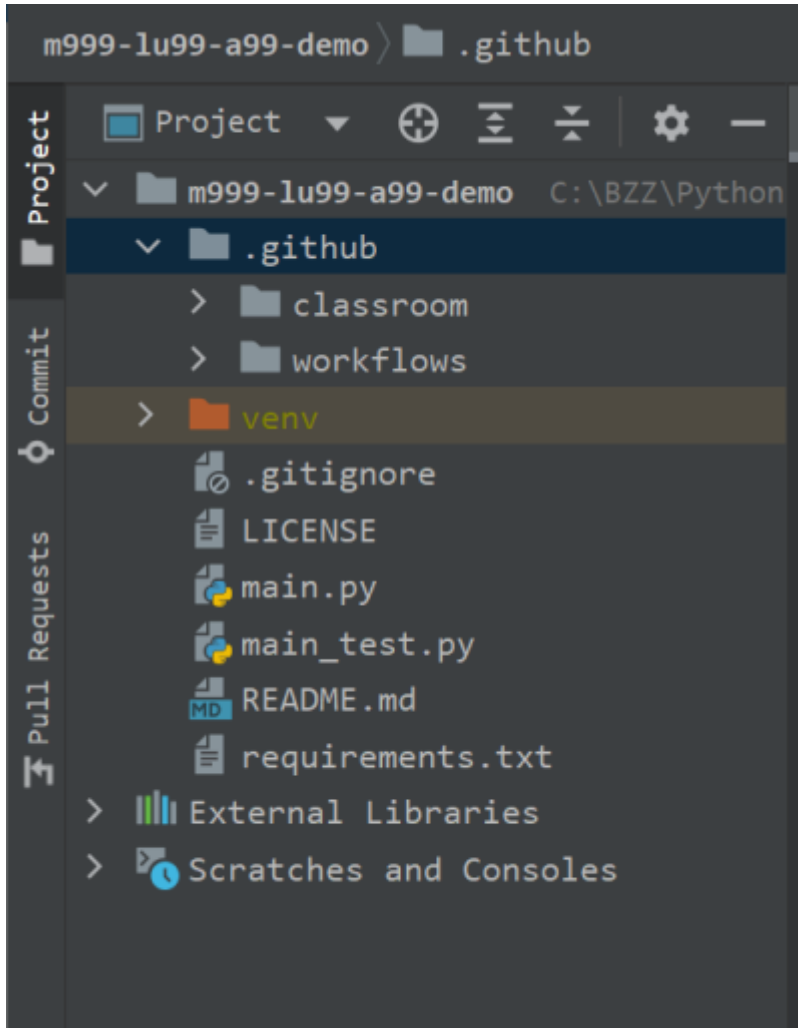 m999-lu99-a99-demo .github
Project
Project
Commit
Pull Requests
m999-lu99-a99-demo C:\BZZ\Python
.github
classroom
workflows
venv
.gitignore
LICENSE
main.py
main_test.py
MD README.md
requirements.txt
External Libraries
Scratches and Consoles